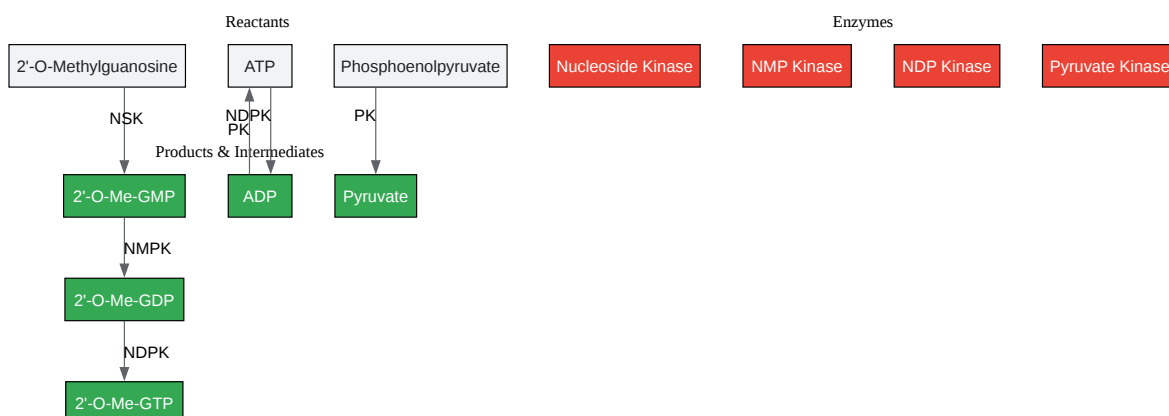 Reactants
Enzymes
2'-O-Methylguanosine
ATP
Phosphoenolpyruvate
Nucleoside Kinase
NMP Kinase
NDP Kinase
Pyruvate Kinase
NSK
NDPK
PK
PK
Products & Intermediates
2'-O-Me-GMP
ADP
Pyruvate
NMPK
2'-O-Me-GDP
NDPK
2'-O-Me-GTP